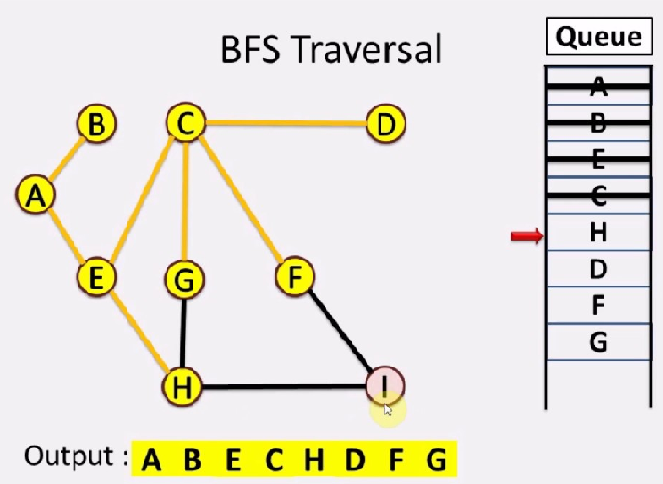 BFS Traversal
Queue
A
B
E
C
H
D
F
G
B
C
D
A
E
G
F
H
I
Output : A B E C H D F G